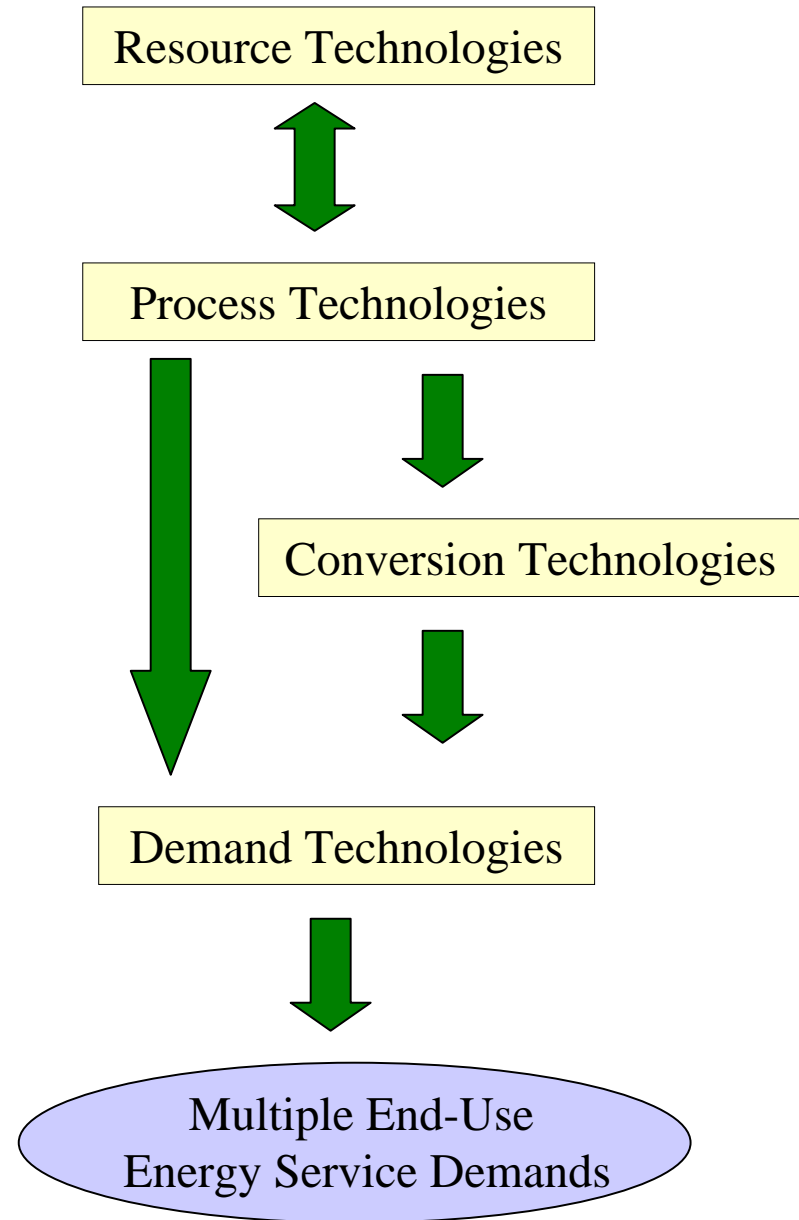 Resource Technologies
Process Technologies
Conversion Technologies
Demand Technologies
Multiple End-Use
Energy Service Demands